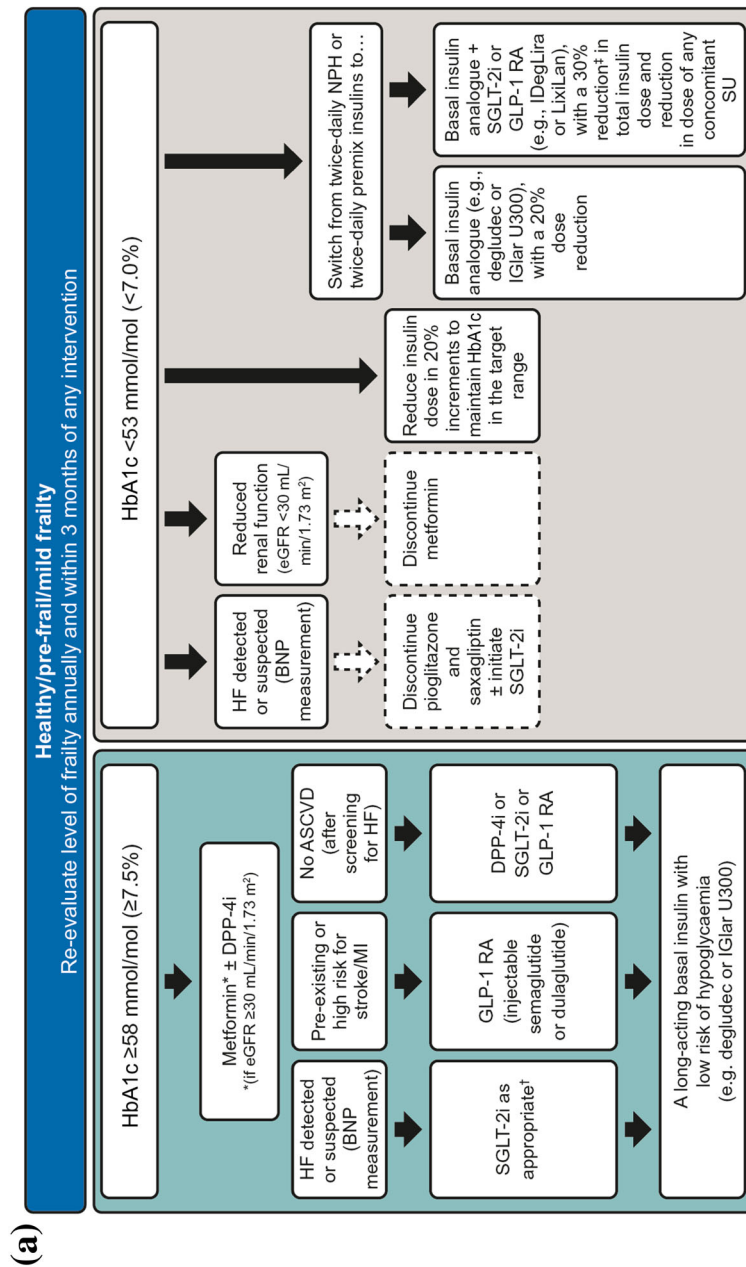 (a)
Healthy/pre-frail/mild frailty
Re-evaluate level of frailty annually and within 3 months of any intervention
HbA1c ≥58 mmol/mol (≥7.5%)
Metformin* ± DPP-4i
*(if eGFR ≥30 mL/min/1.73 m²)
HF detected
or suspected
(BNP
measurement)
Pre-existing or
high risk for
stroke/MI
No ASCVD
(after
screening
for HF)
SGLT-2i as
appropriate†
GLP-1 RA
(injectable
semaglutide
or dulaglutide)
DPP-4i or
SGLT-2i or
GLP-1 RA
A long-acting basal insulin with
low risk of hypoglycaemia
(e.g. degludec or IGlar U300)
HbA1c <53 mmol/mol (<7.0%)
HF detected
or suspected
(BNP
measurement)
Reduced
renal function
(eGFR <30 mL/
min/1.73 m²)
Discontinue
pioglitazone
and
saxagliptin
± initiate
SGLT-2i
Discontinue
metformin
Reduce insulin
dose in 20%
increments to
maintain HbA1c
in the target
range
Switch from twice-daily NPH or
twice-daily premix insulins to…
Basal insulin
analogue (e.g.,
degludec or
IGlar U300),
with a 20%
dose
reduction
Basal insulin
analogue +
SGLT-2i or
GLP-1 RA
(e.g., IDegLira
or LixiLan),
with a 30%
reduction‡ in
total insulin
dose and
reduction
in dose of any
concomitant
SU